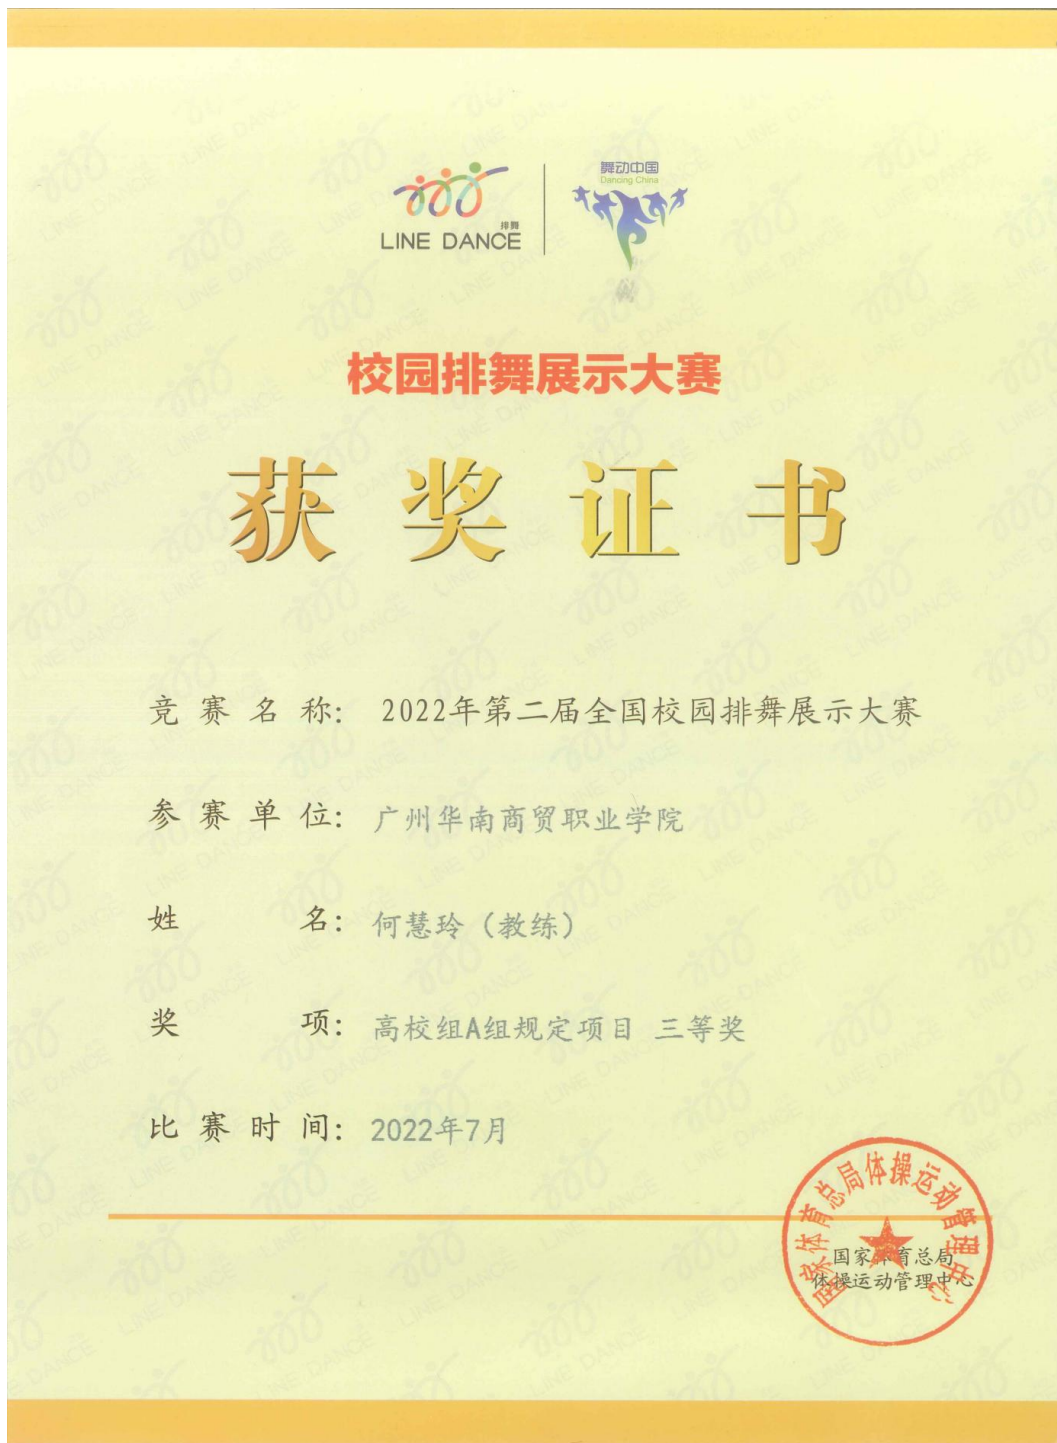 舞动中国
Dancing China
排舞
LINE DANCE
校园排舞展示大赛
获奖证书
竞赛名称： 2022年第二届全国校园排舞展示大赛
参赛单位： 广州华南商贸职业学院
姓名： 何慧玲（教练）
奖项： 高校组A组规定项目 三等奖
比赛时间： 2022年7月
国家体育总局体操运动管理中心
国家体育总局
体操运动管理中心